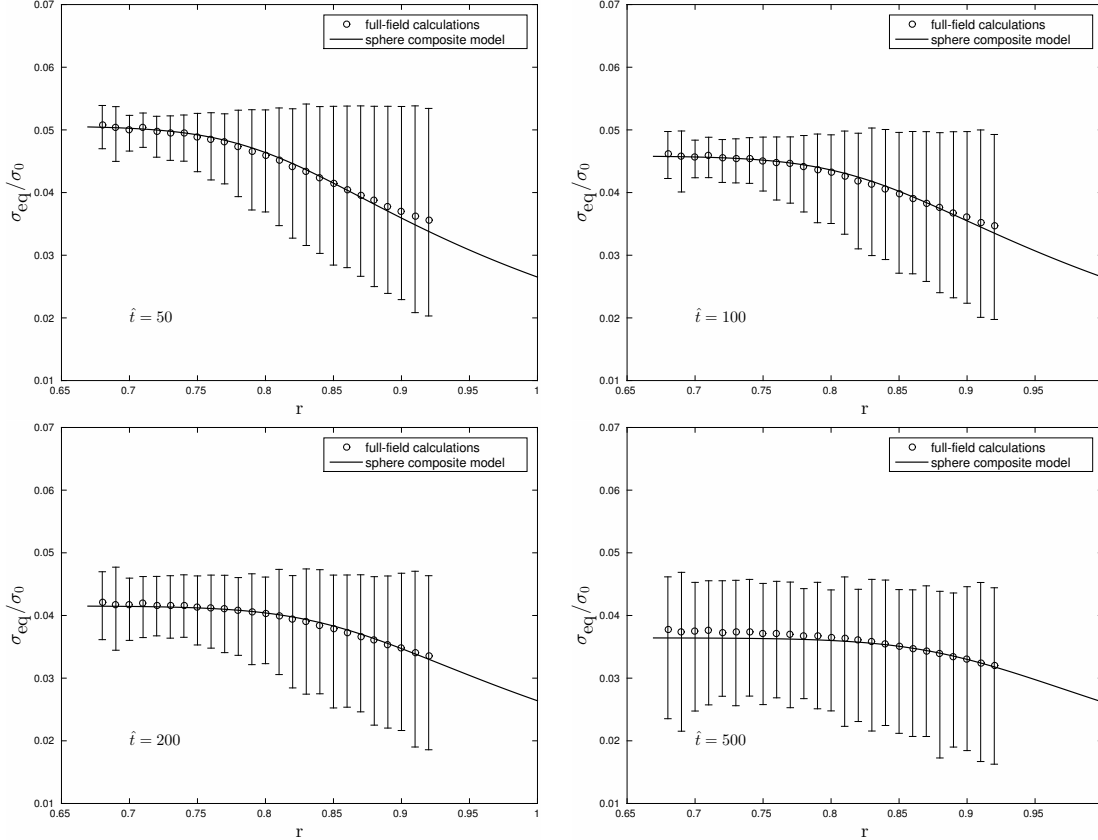 0.07
0.06
0.05
0.04
0.03
0.02
0.01
σeq/σ0
full-field calculations
sphere composite model
t̂ = 50
0.65 0.7 0.75 0.8 0.85 0.9 0.95 1
r
0.07
0.06
0.05
0.04
0.03
0.02
0.01
σeq/σ0
full-field calculations
sphere composite model
t̂ = 100
0.65 0.7 0.75 0.8 0.85 0.9 0.95
r
0.07
0.06
0.05
0.04
0.03
0.02
0.01
σeq/σ0
full-field calculations
sphere composite model
t̂ = 200
0.65 0.7 0.75 0.8 0.85 0.9 0.95 1
r
0.07
0.06
0.05
0.04
0.03
0.02
0.01
σeq/σ0
full-field calculations
sphere composite model
t̂ = 500
0.65 0.7 0.75 0.8 0.85 0.9 0.95
r